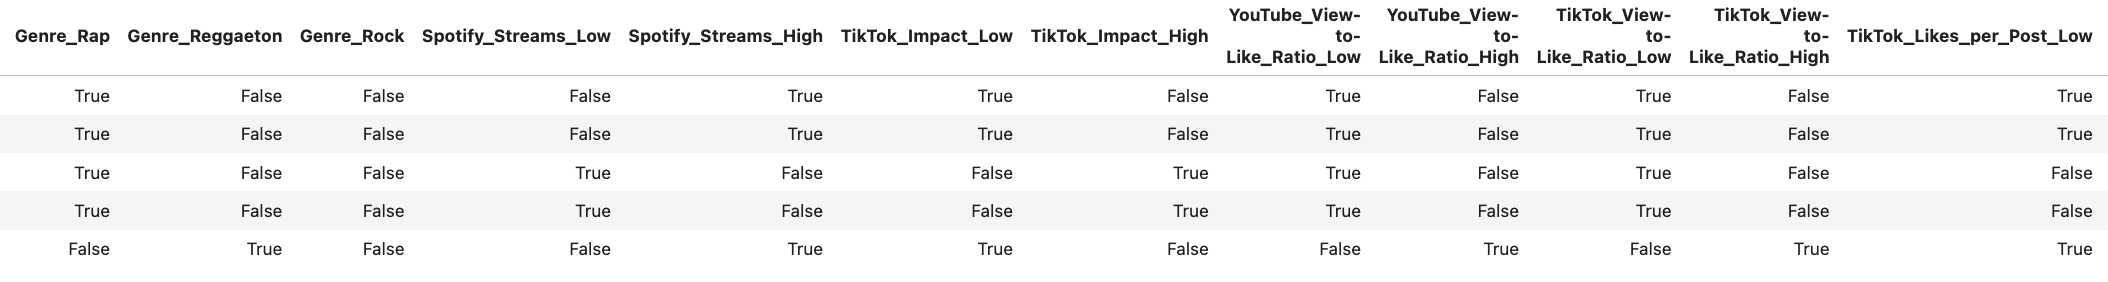 Genre_Rap Genre_Reggaeton Genre_Rock Spotify_Streams_Low Spotify_Streams_High TikTok_Impact_Low TikTok_Impact_High YouTube_View-to-Like_Ratio_Low YouTube_View-to-Like_Ratio_High TikTok_View-to-Like_Ratio_Low TikTok_View-to-Like_Ratio_High TikTok_Likes_per_Post_Low
True False False False True True False True False True False True
True False False False True True False True False True False True
True False False True False False True True False True False False
True False False True False False True True False True False False
False True False False True True False False True False True True